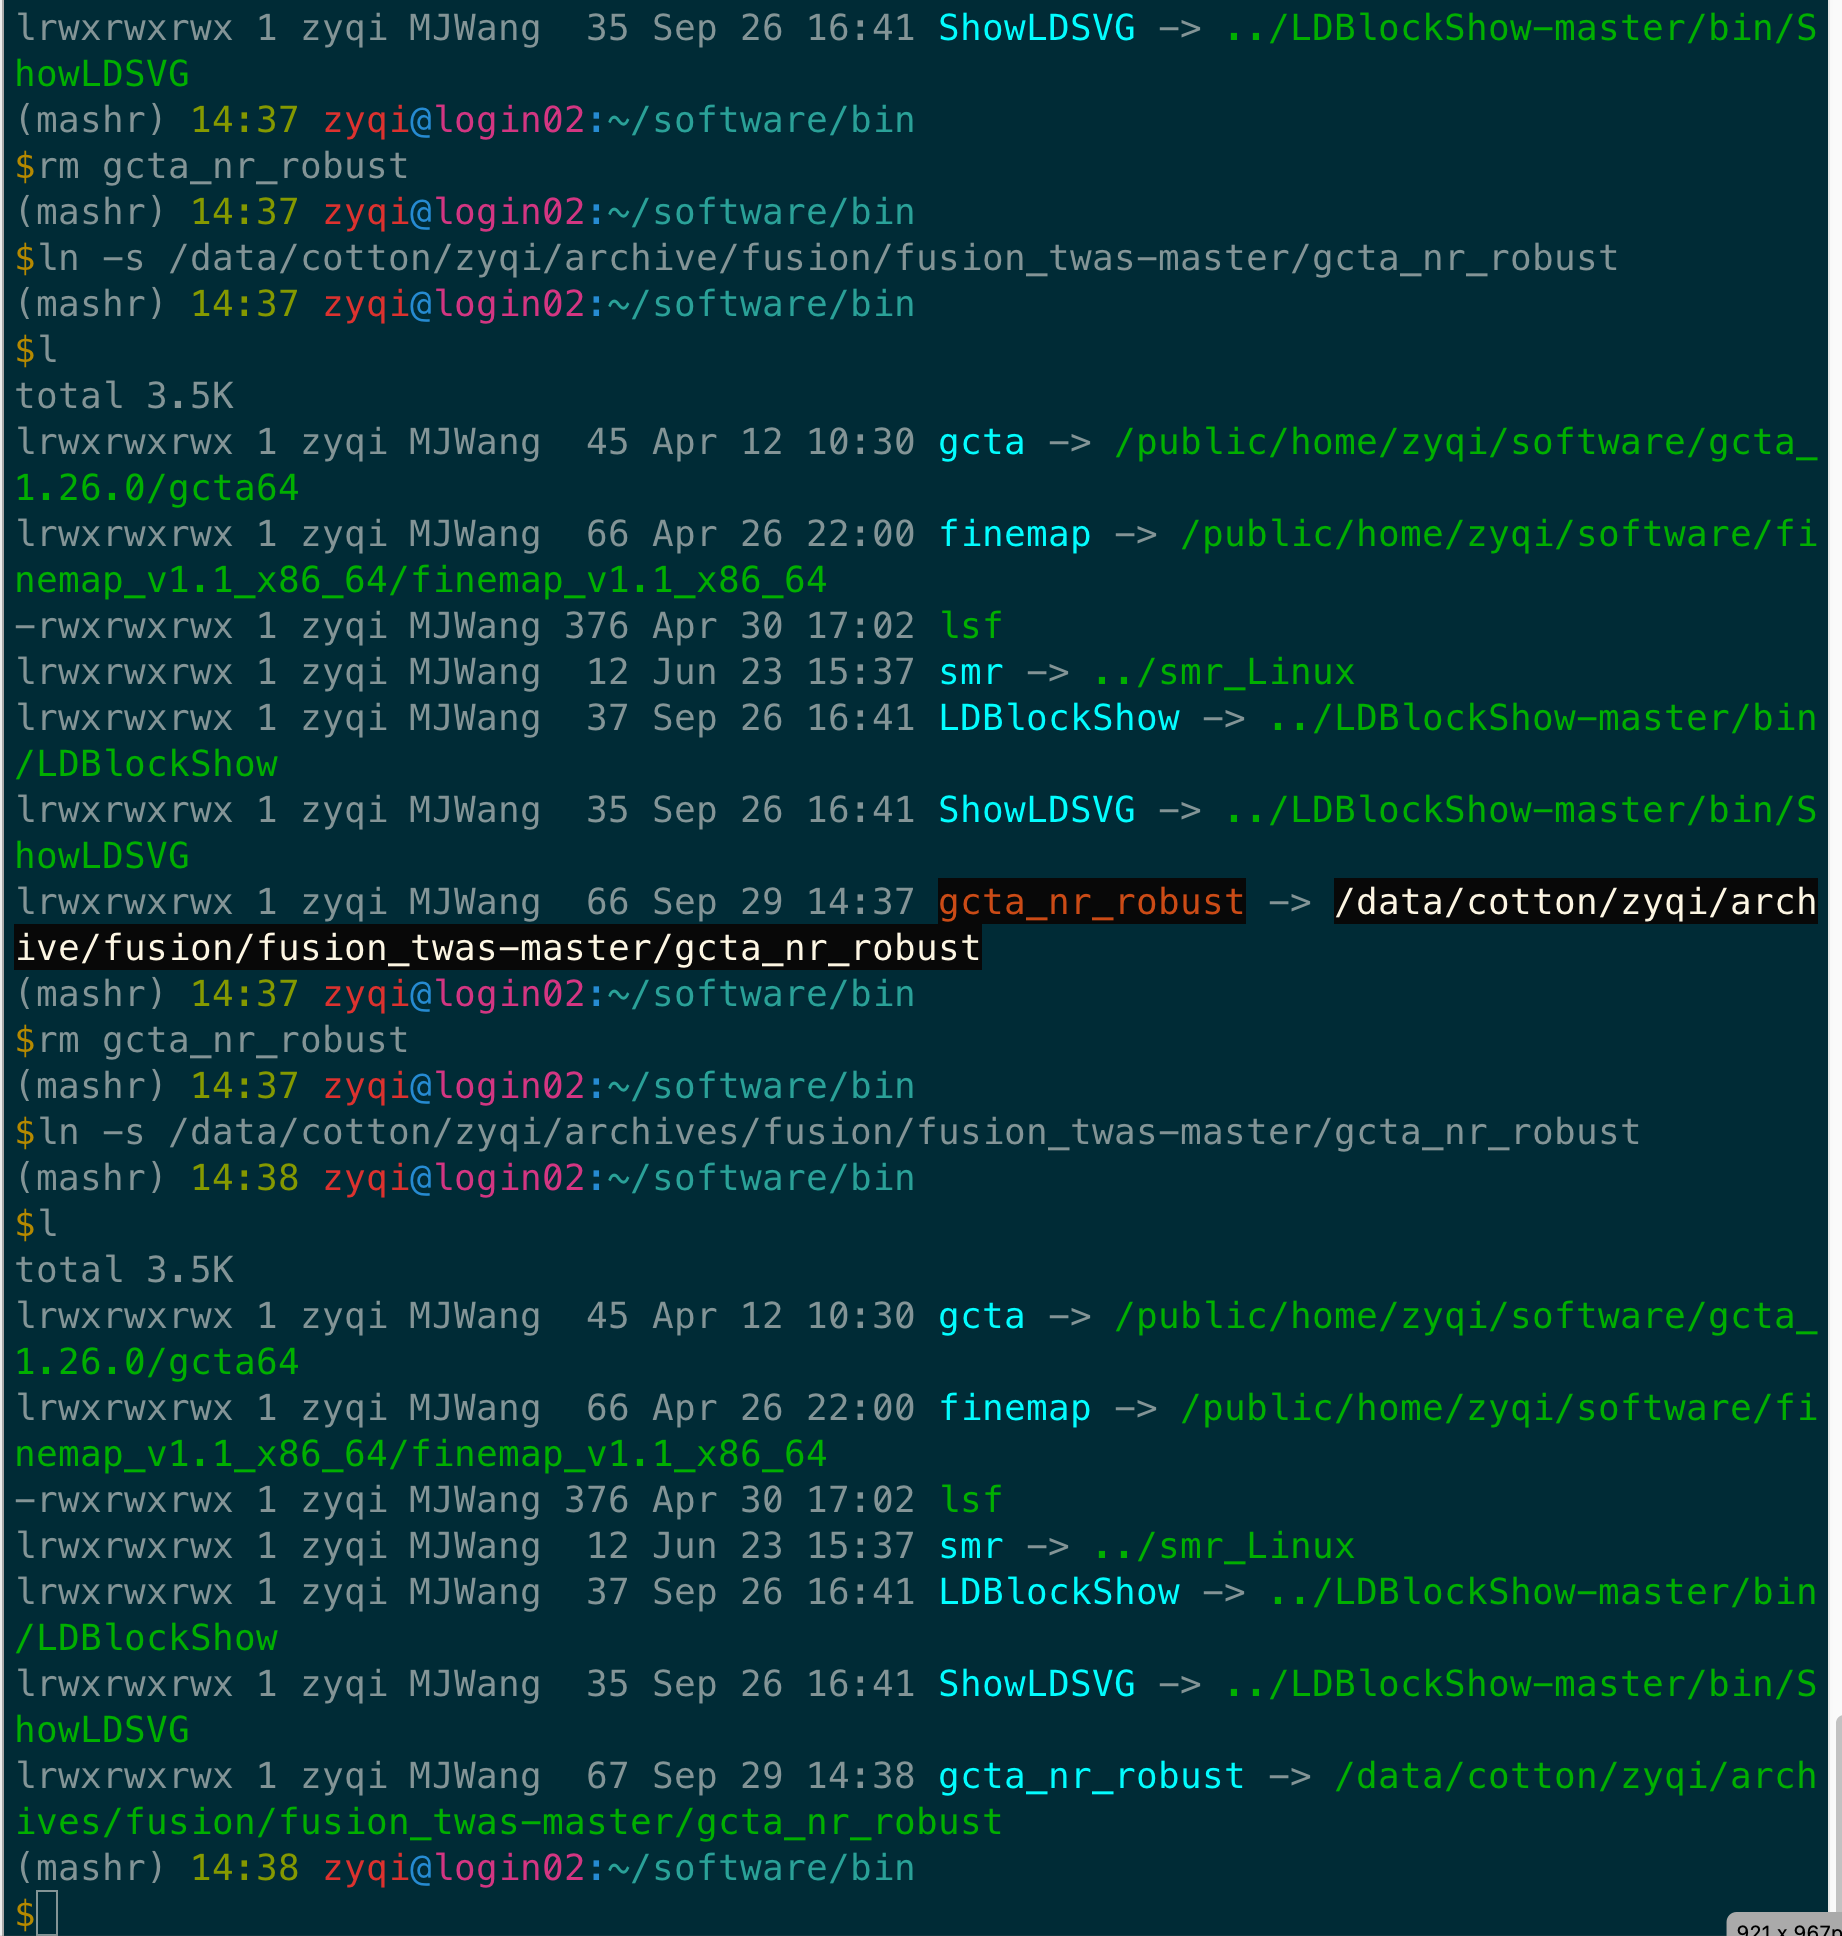 lrwxrwxrwx 1 zyqi MJWang  35 Sep 26 16:41 ShowLDSVG -> ../LDBlockShow-master/bin/S
howLDSVG
(mashr) 14:37 zyqi@login02:~/software/bin
$rm gcta_nr_robust
(mashr) 14:37 zyqi@login02:~/software/bin
$ln -s /data/cotton/zyqi/archive/fusion/fusion_twas-master/gcta_nr_robust
(mashr) 14:37 zyqi@login02:~/software/bin
$l
total 3.5K
lrwxrwxrwx 1 zyqi MJWang  45 Apr 12 10:30 gcta -> /public/home/zyqi/software/gcta_
1.26.0/gcta64
lrwxrwxrwx 1 zyqi MJWang  66 Apr 26 22:00 finemap -> /public/home/zyqi/software/fi
nemap_v1.1_x86_64/finemap_v1.1_x86_64
-rwxrwxrwx 1 zyqi MJWang 376 Apr 30 17:02 lsf
lrwxrwxrwx 1 zyqi MJWang  12 Jun 23 15:37 smr -> ../smr_Linux
lrwxrwxrwx 1 zyqi MJWang  37 Sep 26 16:41 LDBlockShow -> ../LDBlockShow-master/bin
/LDBlockShow
lrwxrwxrwx 1 zyqi MJWang  35 Sep 26 16:41 ShowLDSVG -> ../LDBlockShow-master/bin/S
howLDSVG
lrwxrwxrwx 1 zyqi MJWang  66 Sep 29 14:37 gcta_nr_robust -> /data/cotton/zyqi/arch
ive/fusion/fusion_twas-master/gcta_nr_robust
(mashr) 14:37 zyqi@login02:~/software/bin
$rm gcta_nr_robust
(mashr) 14:37 zyqi@login02:~/software/bin
$ln -s /data/cotton/zyqi/archives/fusion/fusion_twas-master/gcta_nr_robust
(mashr) 14:38 zyqi@login02:~/software/bin
$l
total 3.5K
lrwxrwxrwx 1 zyqi MJWang  45 Apr 12 10:30 gcta -> /public/home/zyqi/software/gcta_
1.26.0/gcta64
lrwxrwxrwx 1 zyqi MJWang  66 Apr 26 22:00 finemap -> /public/home/zyqi/software/fi
nemap_v1.1_x86_64/finemap_v1.1_x86_64
-rwxrwxrwx 1 zyqi MJWang 376 Apr 30 17:02 lsf
lrwxrwxrwx 1 zyqi MJWang  12 Jun 23 15:37 smr -> ../smr_Linux
lrwxrwxrwx 1 zyqi MJWang  37 Sep 26 16:41 LDBlockShow -> ../LDBlockShow-master/bin
/LDBlockShow
lrwxrwxrwx 1 zyqi MJWang  35 Sep 26 16:41 ShowLDSVG -> ../LDBlockShow-master/bin/S
howLDSVG
lrwxrwxrwx 1 zyqi MJWang  67 Sep 29 14:38 gcta_nr_robust -> /data/cotton/zyqi/arch
ives/fusion/fusion_twas-master/gcta_nr_robust
(mashr) 14:38 zyqi@login02:~/software/bin
$
921 x 967p